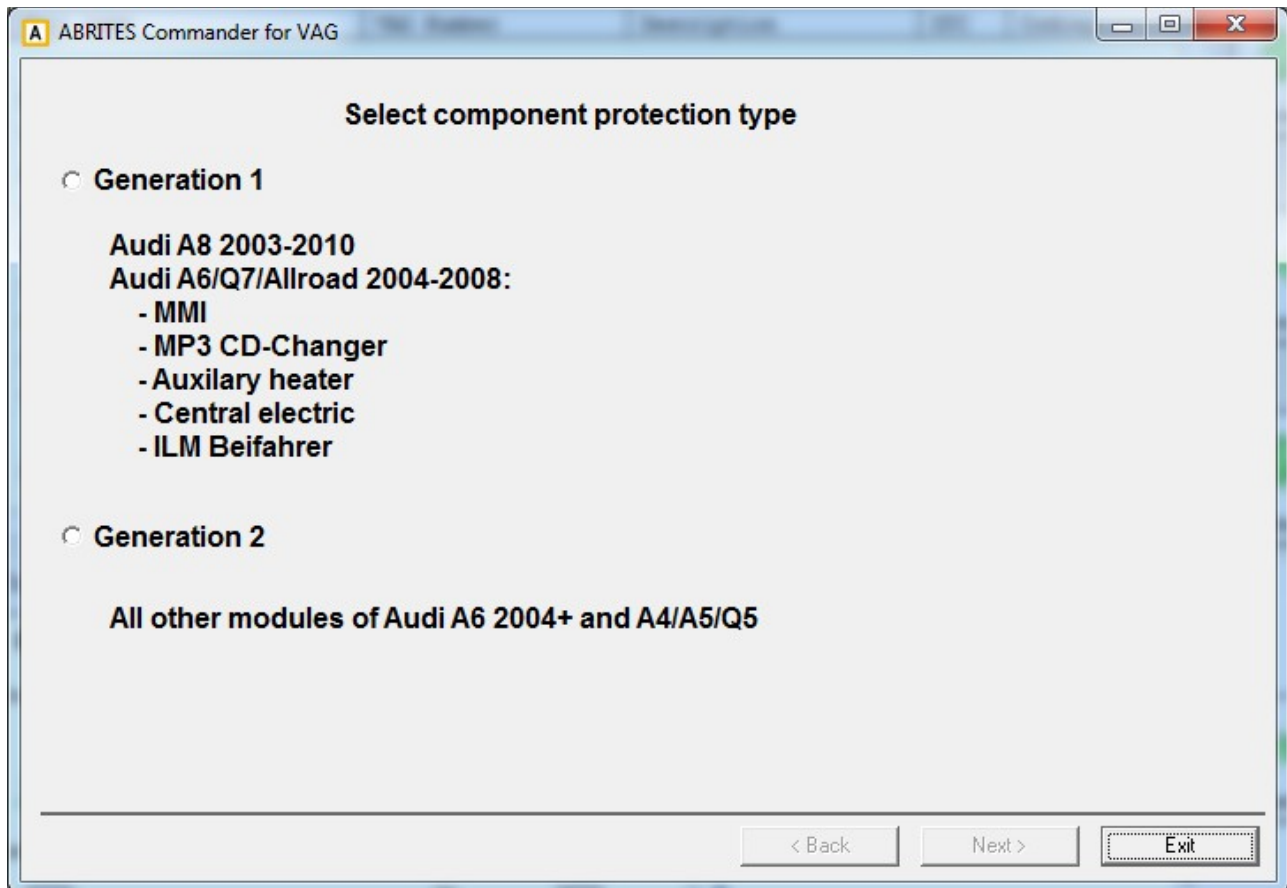 A ABRITES Commander for VAG
Select component protection type
Generation 1
Audi A8 2003-2010
Audi A6/Q7/Allroad 2004-2008:
- MMI
- MP3 CD-Changer
- Auxilary heater
- Central electric
- ILM Beifahrer
Generation 2
All other modules of Audi A6 2004+ and A4/A5/Q5
< Back Next > Exit